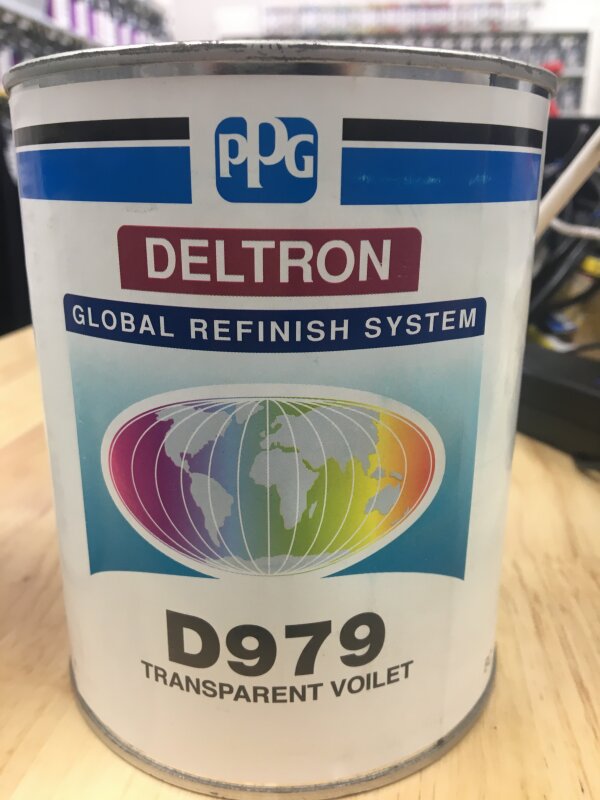 PPG
DELTRON
GLOBAL REFINISH SYSTEM
D979
TRANSPARENT VOILET